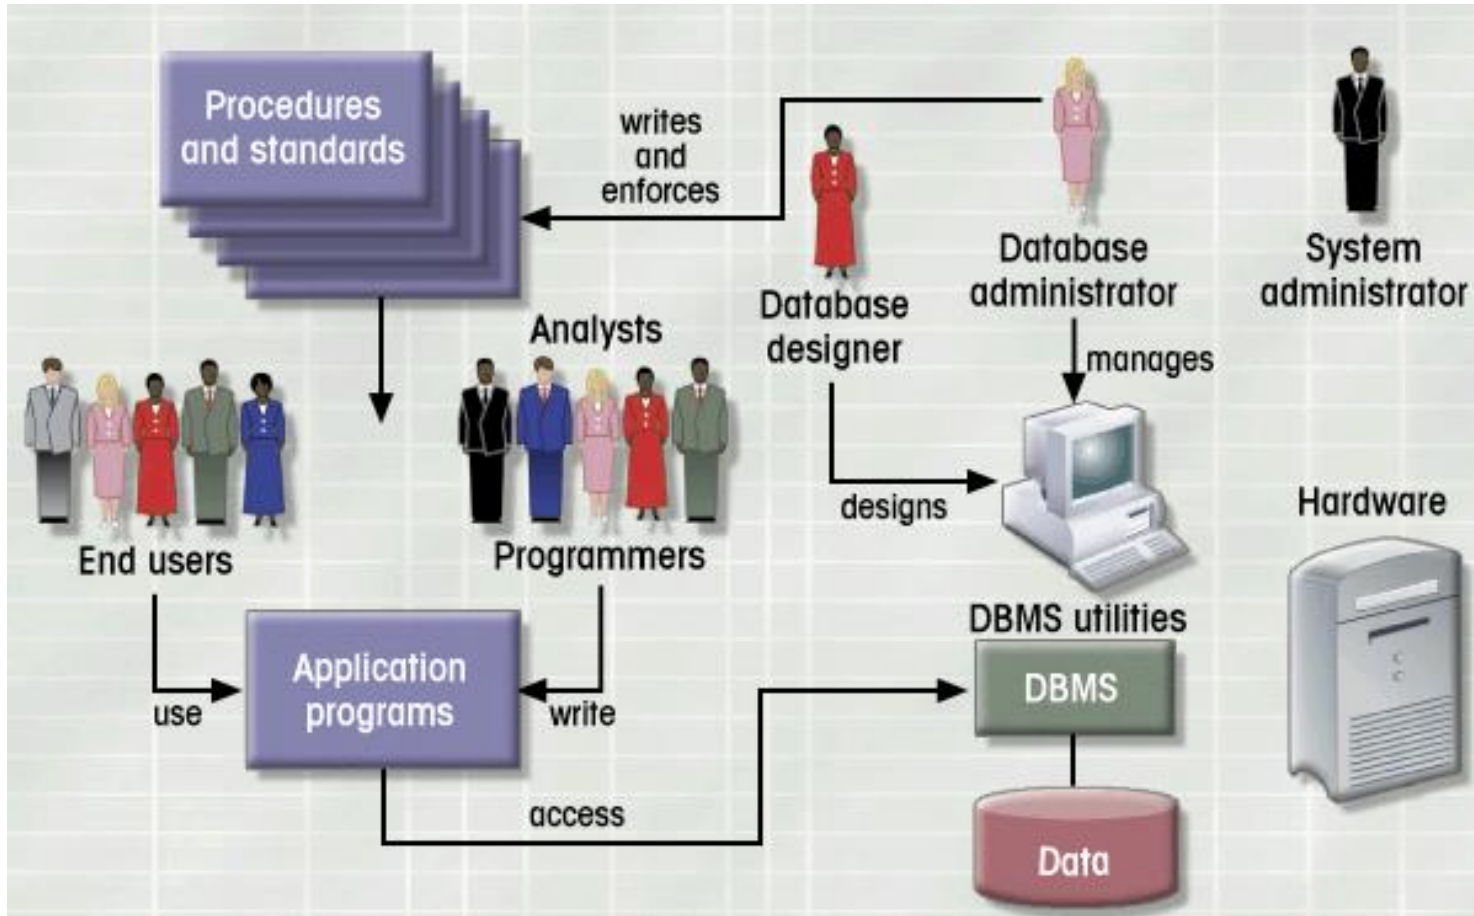 Procedures
and standards
writes
and
enforces
Database
designer
Database
administrator
System
administrator
manages
Analysts
designs
Hardware
End users
Programmers
DBMS utilities
DBMS
Application
programs
use
write
access
Data